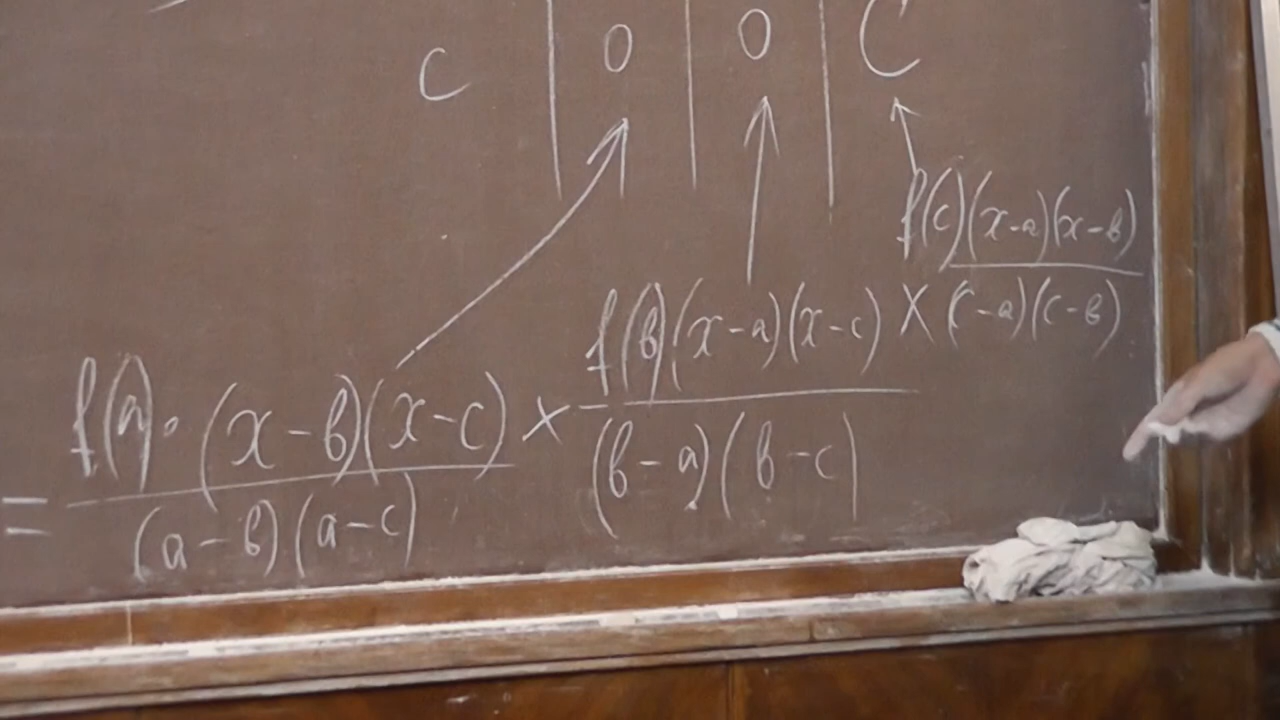 c | 0 | 0 | C
= f(a)·(x-b)(x-c) / (a-b)(a-c) × f(b)(x-a)(x-c) / (b-a)(b-c) × f(c)(x-a)(x-b) / (c-a)(c-b)